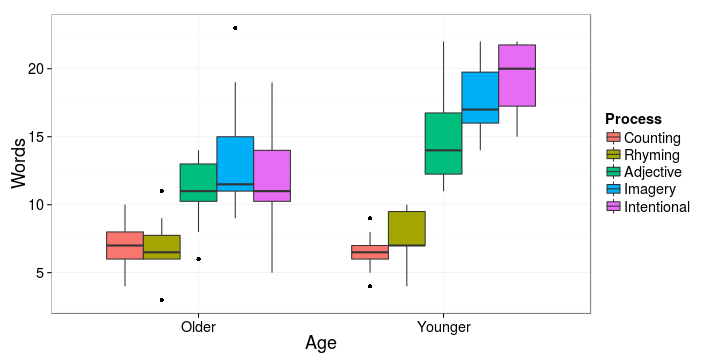 Words
20
15
10
5
Older
Younger
Age
Process
Counting
Rhyming
Adjective
Imagery
Intentional